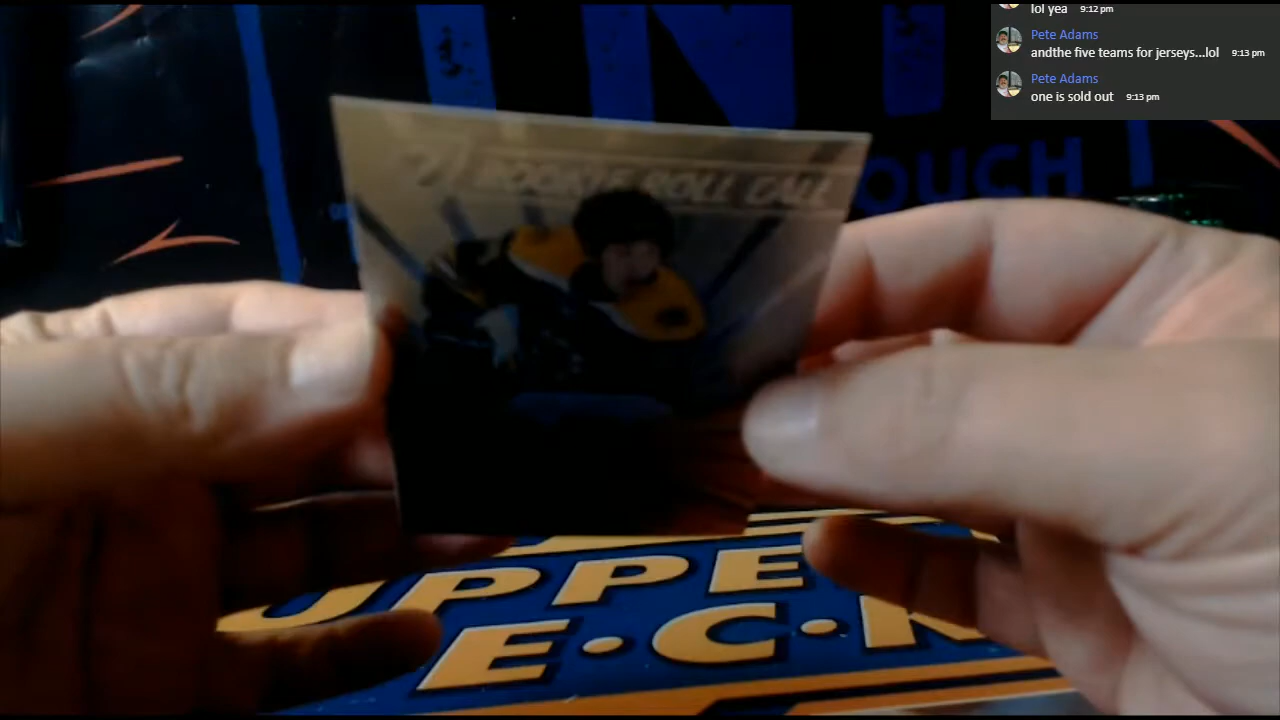 lol yea 9:12 pm
Pete Adams
andthe five teams for jerseys...lol 9:13 pm
Pete Adams
one is sold out 9:13 pm
OUCH
ROOKIE ROLL CALL
UPPE
E·C·K